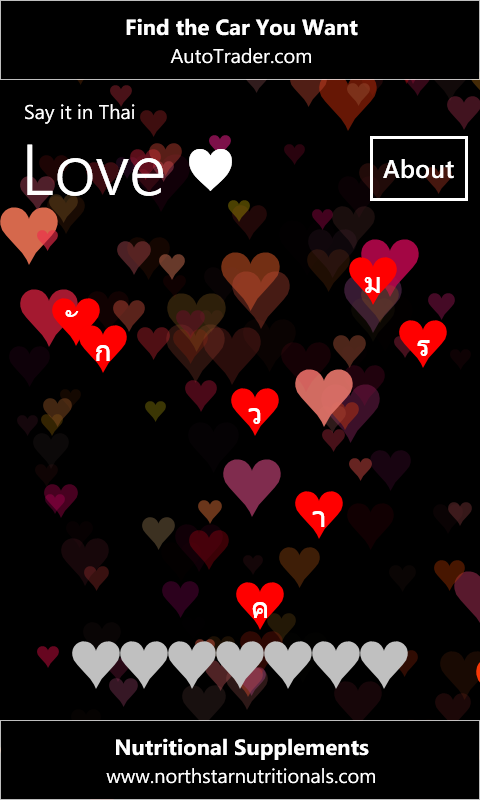 Find the Car You Want
AutoTrader.com
Say it in Thai
Love
About
ม
ั
ก
ร
ว
า
ค
Nutritional Supplements
www.northstarnutritionals.com